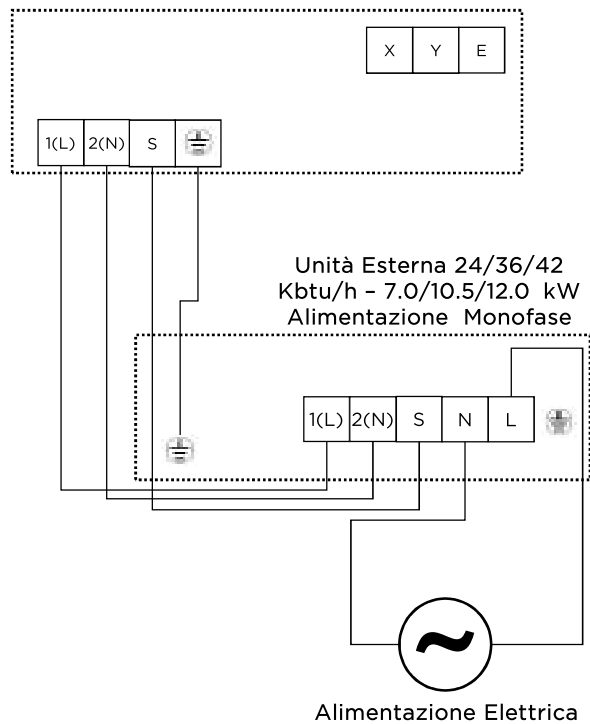 X Y E
1(L) 2(N) S
Unità Esterna 24/36/42
Kbtu/h – 7.0/10.5/12.0 kW
Alimentazione Monofase
1(L) 2(N) S N L
Alimentazione Elettrica